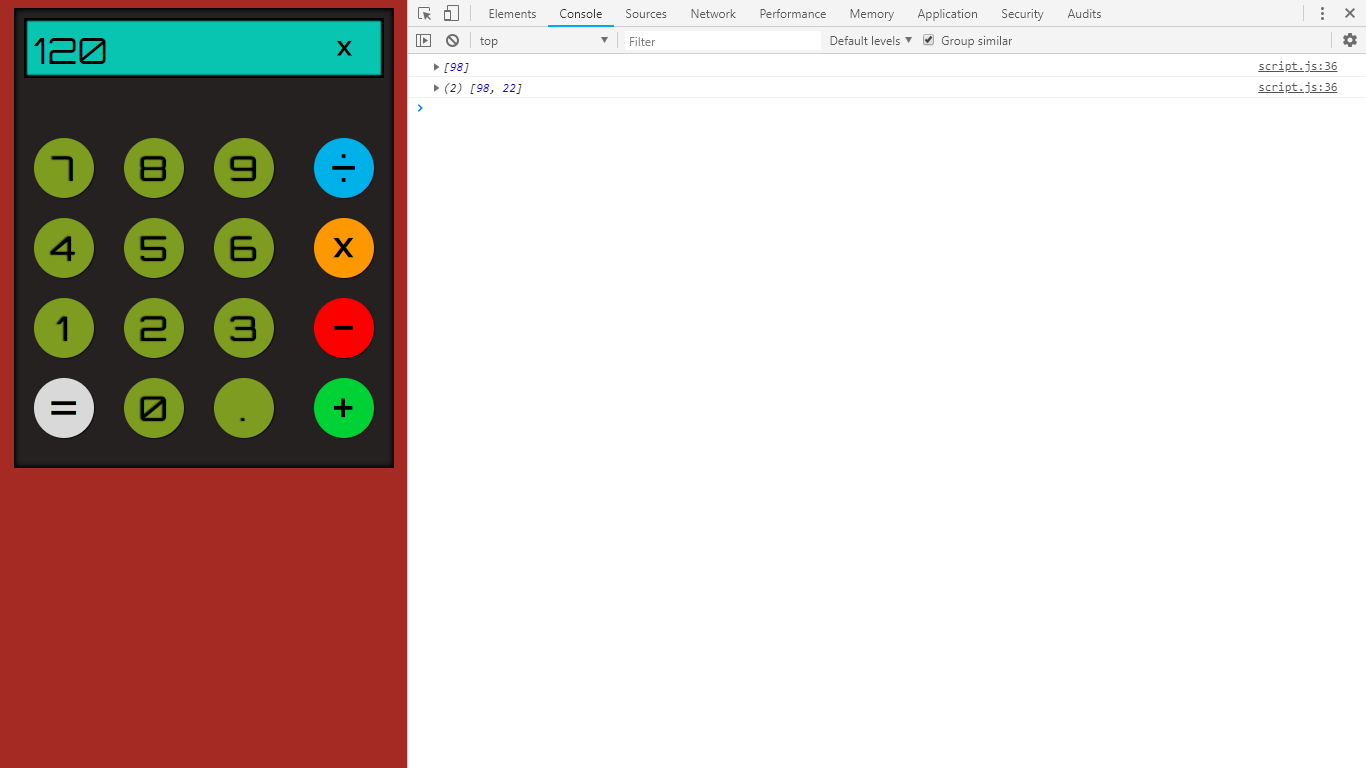 120 x
7 8 9 ÷
4 5 6 x
1 2 3 -
= 0 . +
Elements Console Sources Network Performance Memory Application Security Audits
top Filter Default levels Group similar
[98] script.js:36
(2) [98, 22] script.js:36